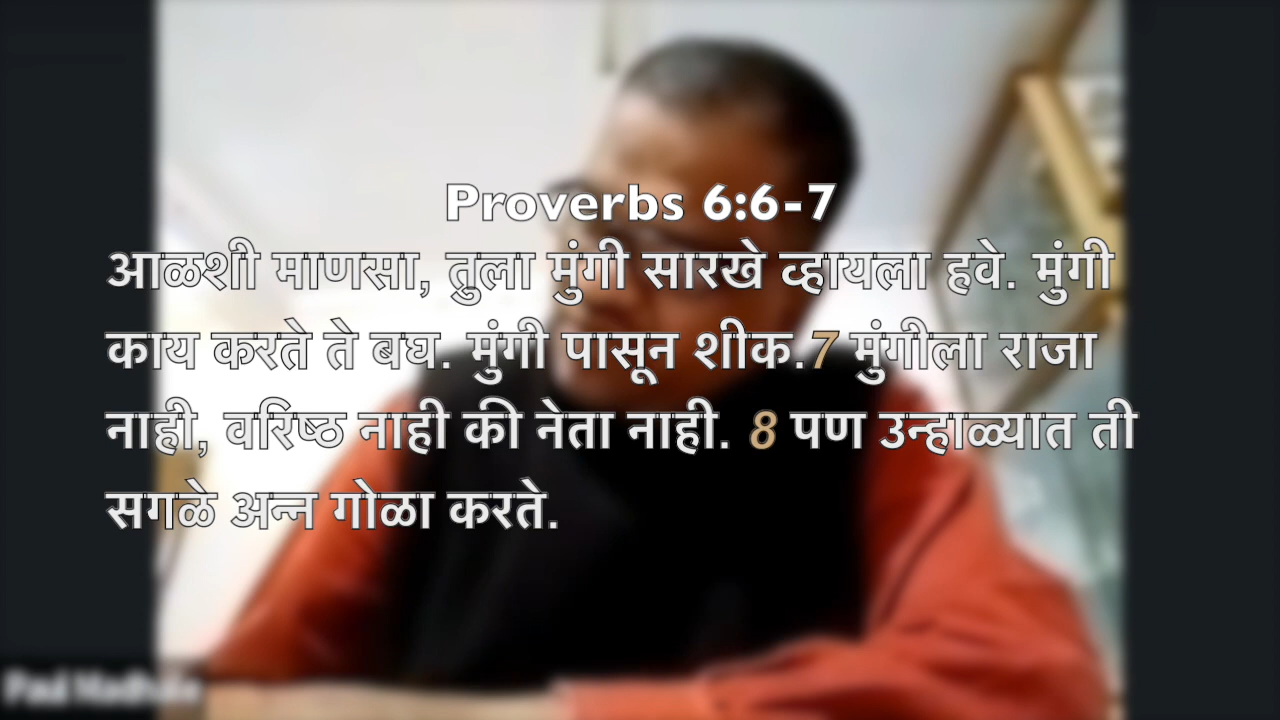 Proverbs 6:6-7
आळशी माणसा, तुला मुंगी सारखे व्हायला हवे. मुंगी
काय करते ते बघ. मुंगी पासून शीक.7 मुंगीला राजा
नाही, वरिष्ठ नाही की नेता नाही. 8 पण उन्हाळ्यात ती
सगळे अन्न गोळा करते.